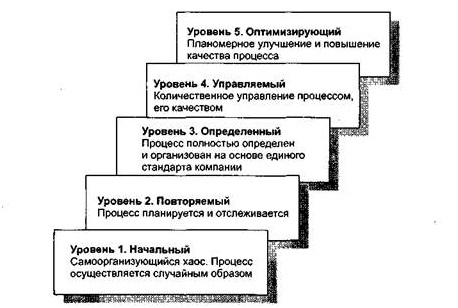 Уровень 5. Оптимизирующий
Планомерное улучшение и повышение
качества процесса
Уровень 4. Управляемый
Количественное управление процессом,
его качеством
Уровень 3. Определенный
Процесс полностью определен
и организован на основе единого
стандарта компании
Уровень 2. Повторяемый
Процесс планируется и отслеживается
Уровень 1. Начальный
Самоорганизующийся хаос. Процесс
осуществляется случайным образом